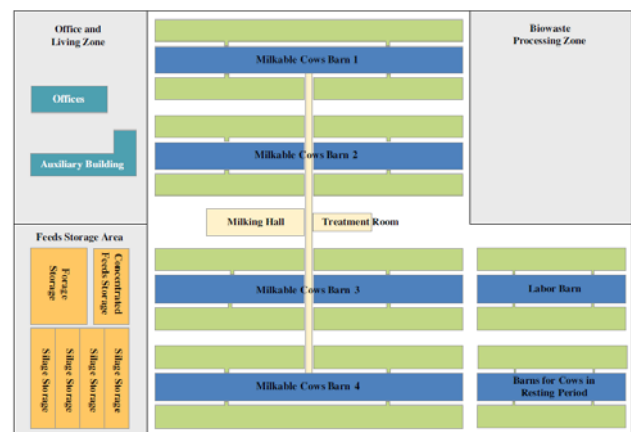 Office and
Living Zone
Offices
Auxiliary Building
Milkable Cows Barn 1
Milkable Cows Barn 2
Milking Hall
Treatment Room
Milkable Cows Barn 3
Milkable Cows Barn 4
Biowaste
Processing Zone
Feeds Storage Area
Forage
Storage
Concentrated
Feeds Storage
Silage Storage
Silage Storage
Silage Storage
Silage Storage
Labor Barn
Barns for Cows in
Resting Period